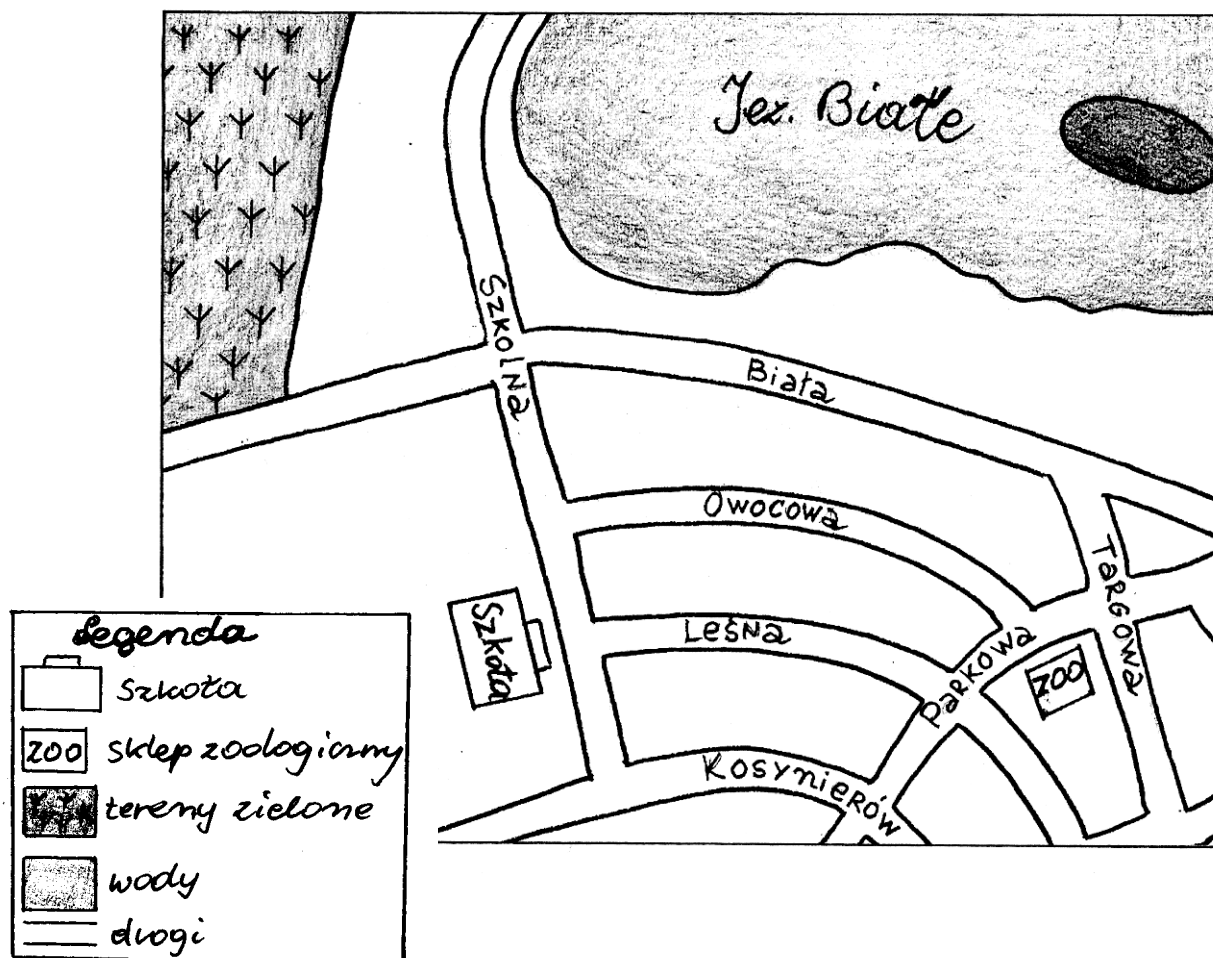 Jez. Białe
SZKOLNA
Biała
Owocowa
TARGOWA
Szkoła
LEŚNA
PARKOWA
ZOO
KOSYNIERÓW
Legenda
Szkoła
ZOO sklep zoologiczny
tereny zielone
wody
drogi